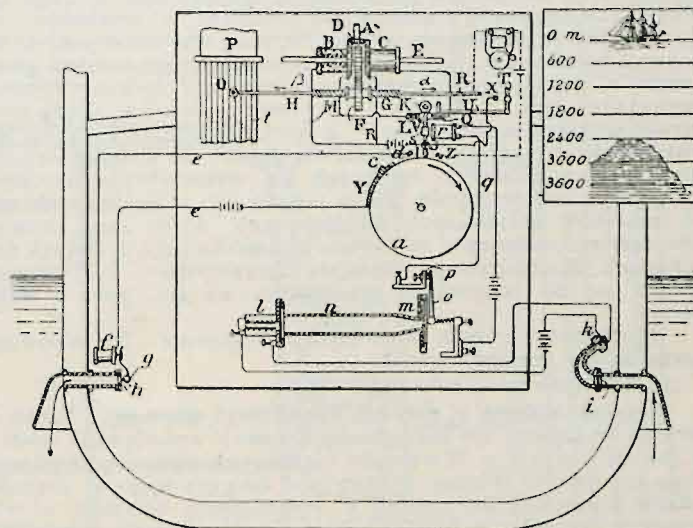 D A
B C E
P
O β a R T
H M G K U X
t F L V Q
R r
e d Z
c q
Y
e
a
p
l n m o
k
f g
h i
0 m.
600
1200
1800
2400
3000
3600